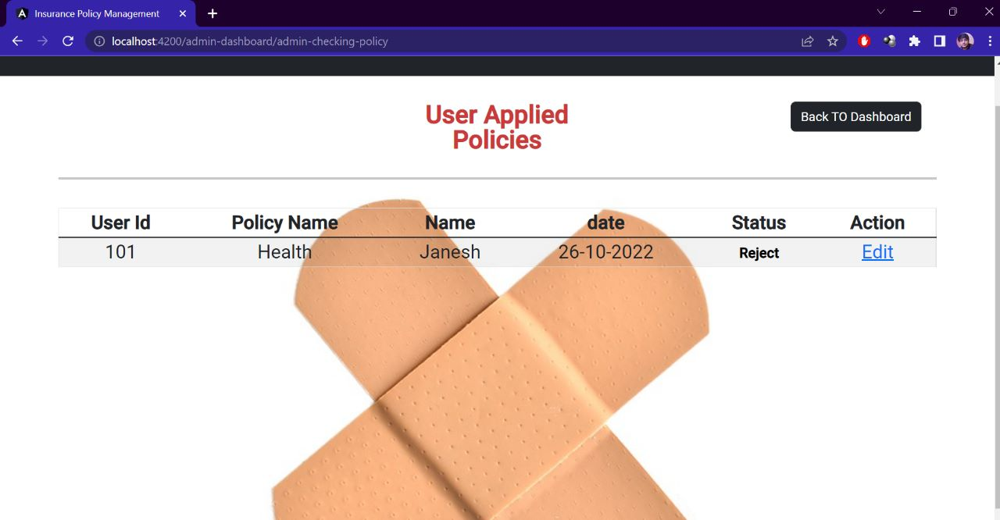 Insurance Policy Management
localhost:4200/admin-dashboard/admin-checking-policy
User Applied
Policies
Back TO Dashboard
User Id Policy Name Name date Status Action
101 Health Janesh 26-10-2022 Reject Edit